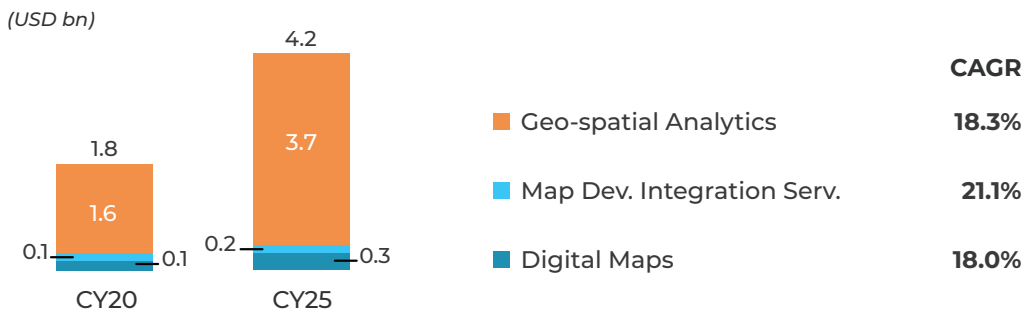 (USD bn)
4.2
CAGR
3.7
Geo-spatial Analytics 18.3%
1.8
1.6
Map Dev. Integration Serv. 21.1%
0.1
0.1
0.2
0.3
Digital Maps 18.0%
CY20 CY25